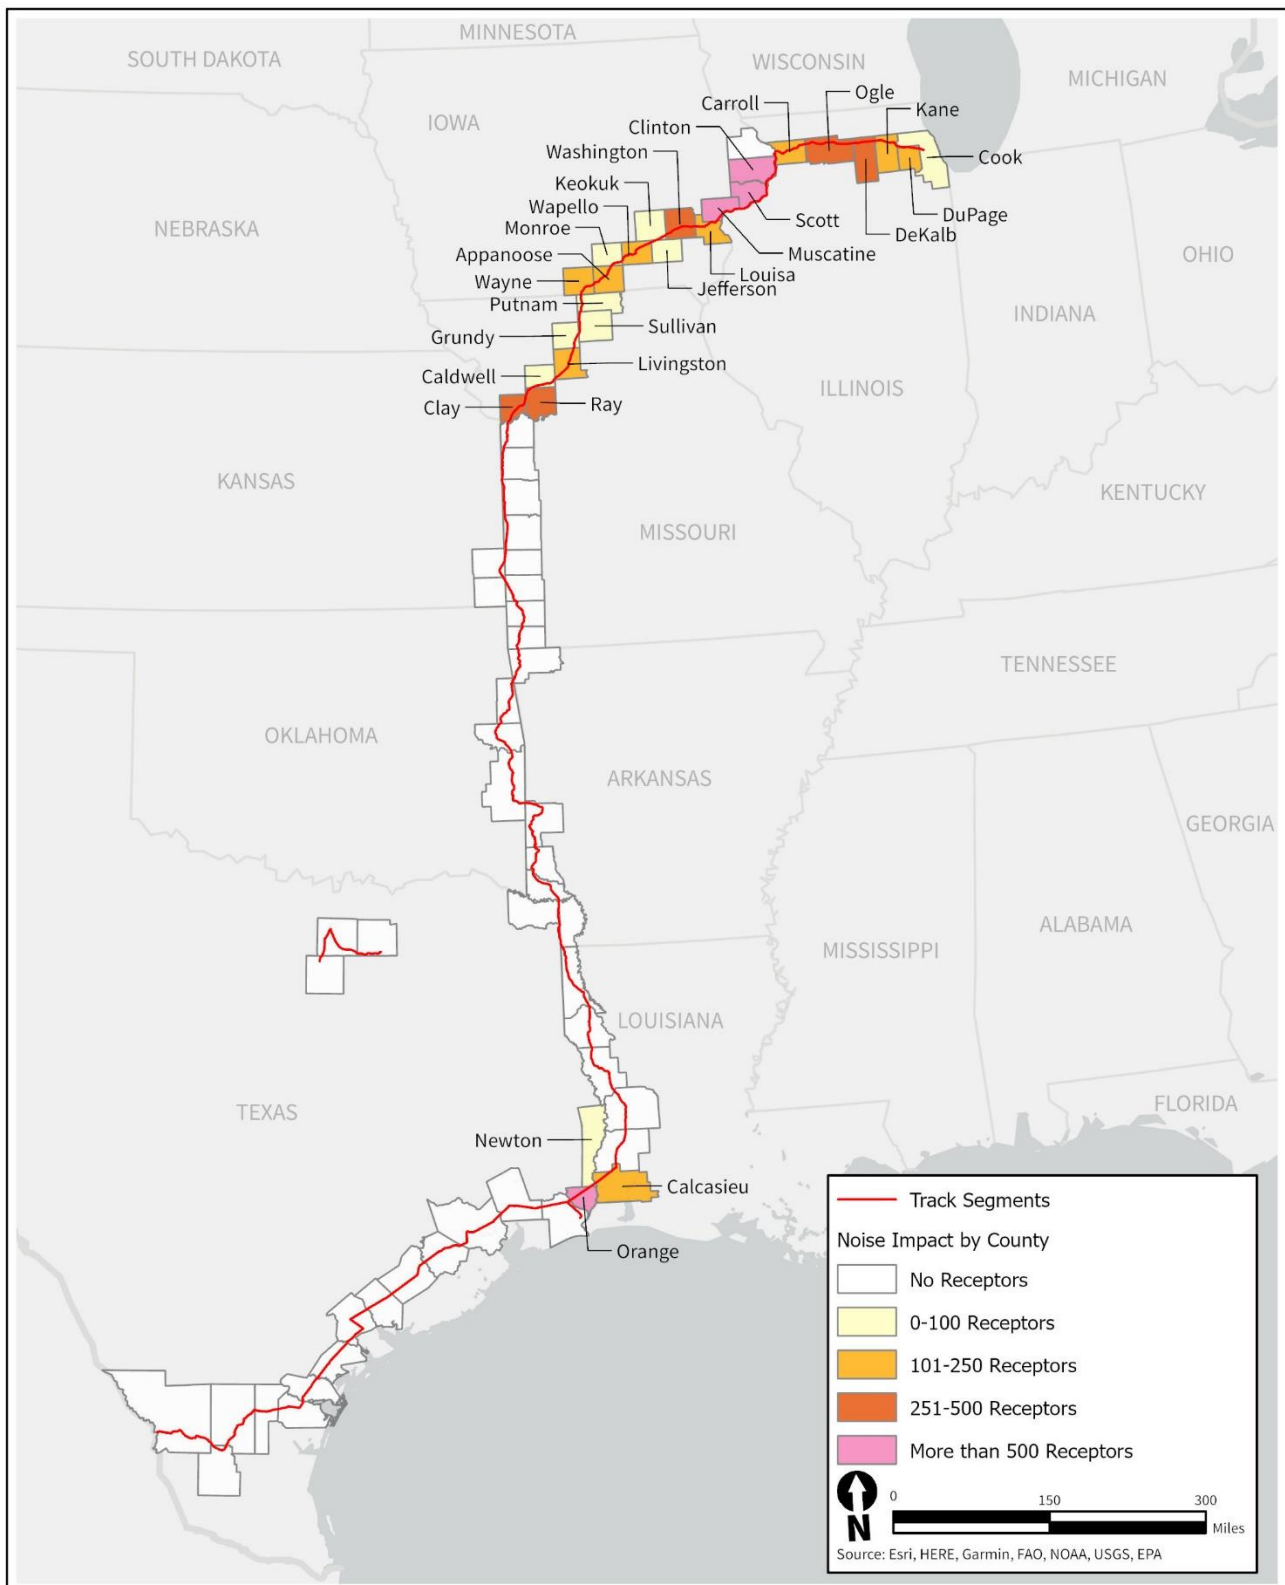 MINNESOTA
SOUTH DAKOTA
WISCONSIN
MICHIGAN
Ogle
Carroll
Kane
IOWA
Clinton
Washington
Cook
Keokuk
Wapello
DuPage
Scott
Monroe
DeKalb
NEBRASKA
Muscatine
Appanoose
OHIO
Louisa
Wayne
Jefferson
Putnam
INDIANA
Sullivan
Grundy
Livingston
Caldwell
ILLINOIS
Clay
Ray
KANSAS
KENTUCKY
MISSOURI
TENNESSEE
OKLAHOMA
ARKANSAS
GEORGIA
ALABAMA
MISSISSIPPI
LOUISIANA
TEXAS
FLORIDA
Newton
Calcasieu
Orange
Track Segments
Noise Impact by County
No Receptors
0-100 Receptors
101-250 Receptors
251-500 Receptors
More than 500 Receptors
0 150 300
Miles
N
Source: Esri, HERE, Garmin, FAO, NOAA, USGS, EPA